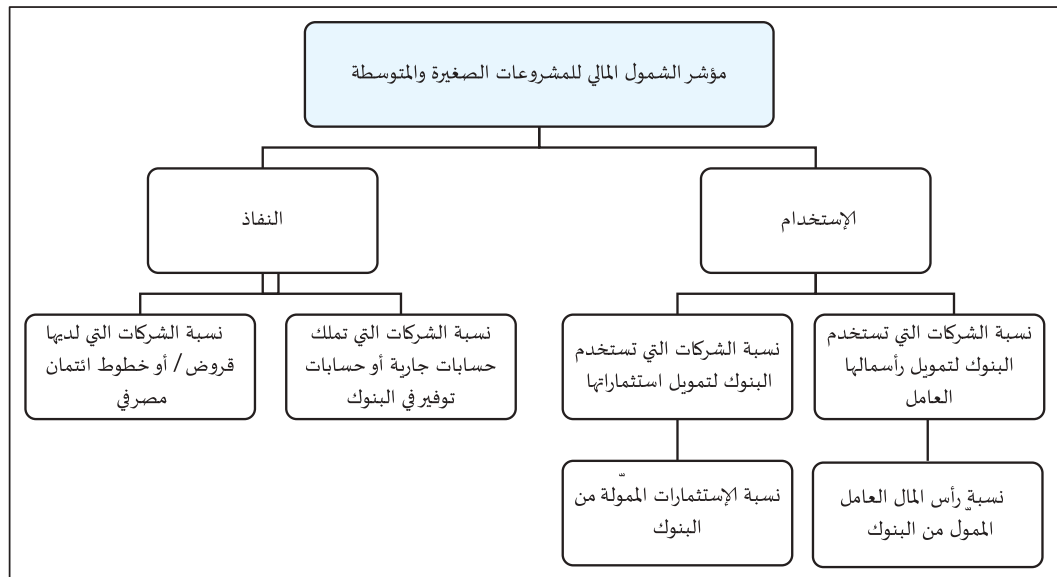 مؤشر الشمول المالي للمشروعات الصغيرة والمتوسطة
الإستخدام
النفاذ
نسبة الشركات التي تستخدم
البنوك لتمويل رأسمالها
العامل
نسبة الشركات التي تستخدم
البنوك لتمويل استثماراتها
نسبة الشركات التي تملك
حسابات جارية أو حسابات
توفير في البنوك
نسبة الشركات التي لديها
قروض / أو خطوط ائتمان
مصرفي
نسبة رأس المال العامل
المموّل من البنوك
نسبة الإستثمارات المموّلة من
البنوك